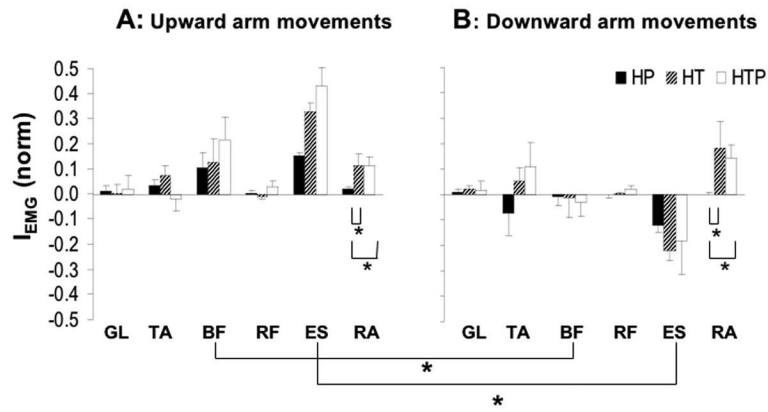 A: Upward arm movements
B: Downward arm movements
HP HT HTP
I_EMG (norm)
0.5
0.4
0.3
0.2
0.1
0.0
-0.1
-0.2
-0.3
-0.4
-0.5
*
*
*
*
GL TA BF RF ES RA
GL TA BF RF ES RA
*
*